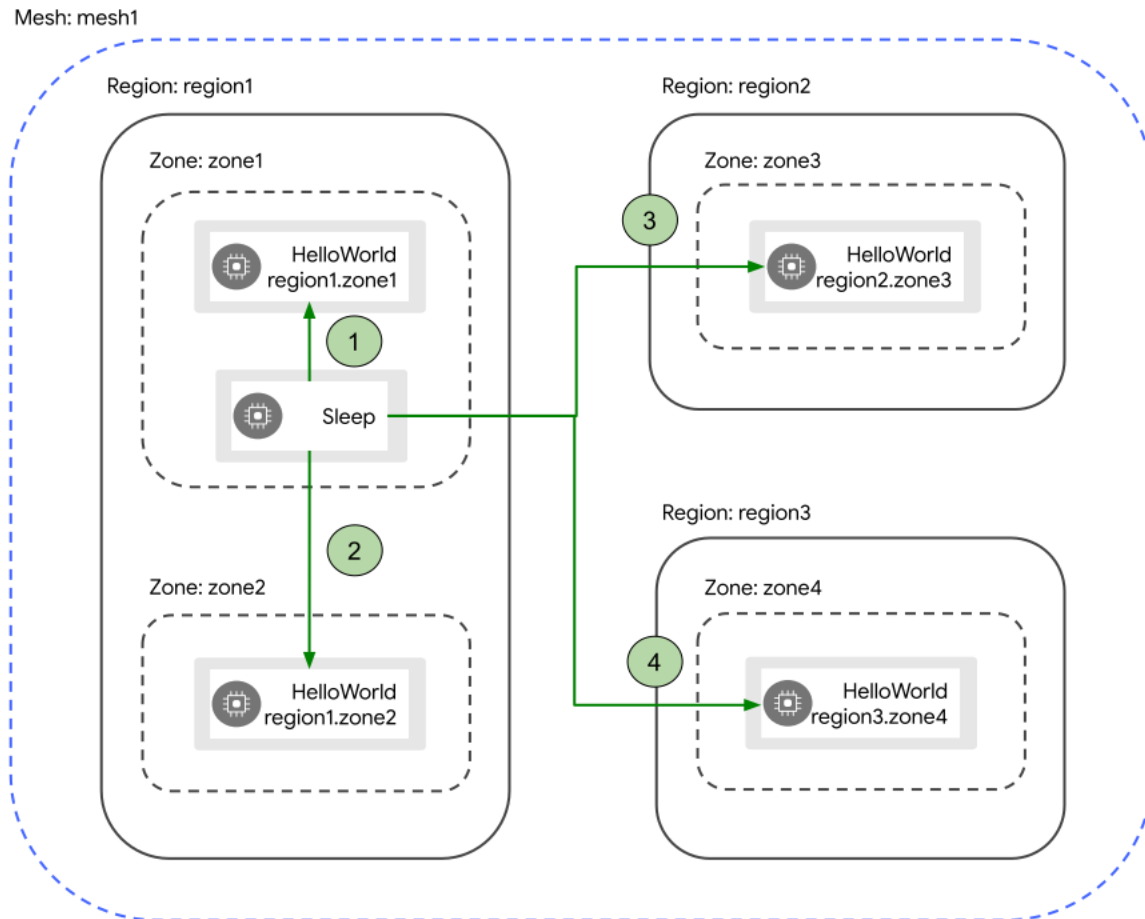 Mesh: mesh1
Region: region1
Zone: zone1
HelloWorld
region1.zone1
1
Sleep
2
Zone: zone2
HelloWorld
region1.zone2
Region: region2
Zone: zone3
3
HelloWorld
region2.zone3
Region: region3
Zone: zone4
4
HelloWorld
region3.zone4